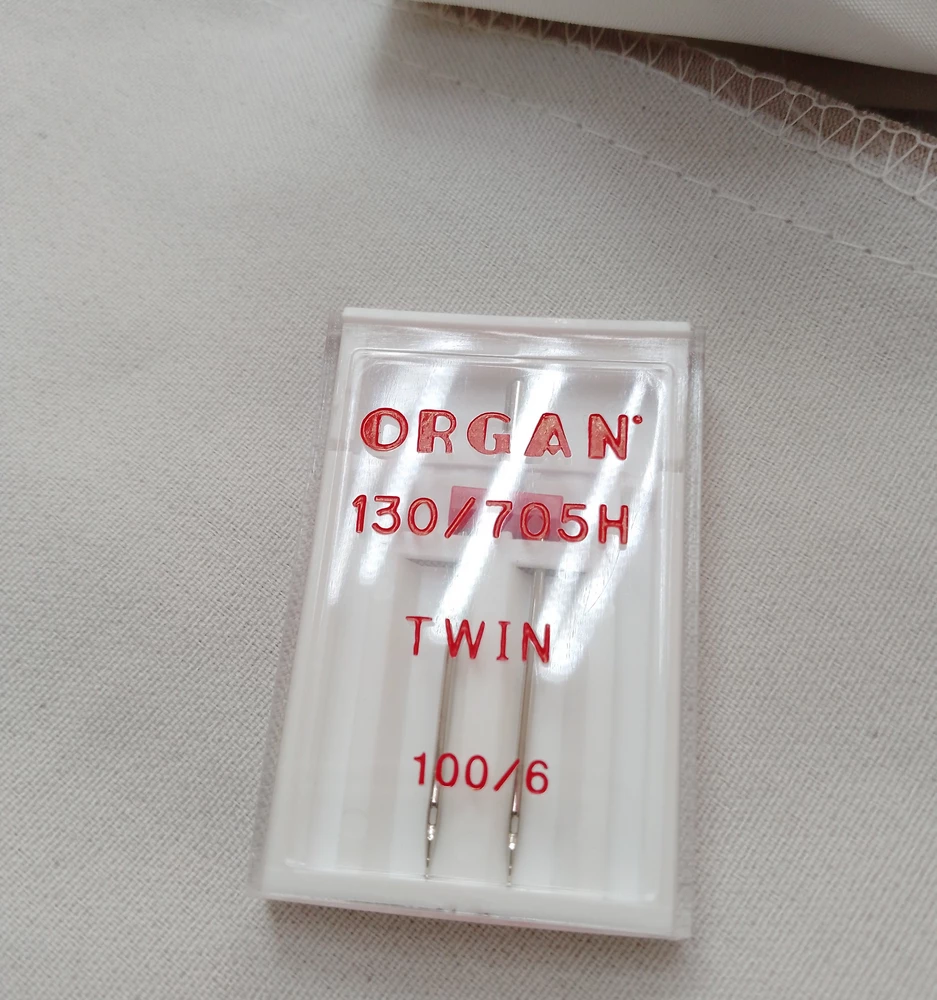 ORGAN
130/705H
TWIN
100/6